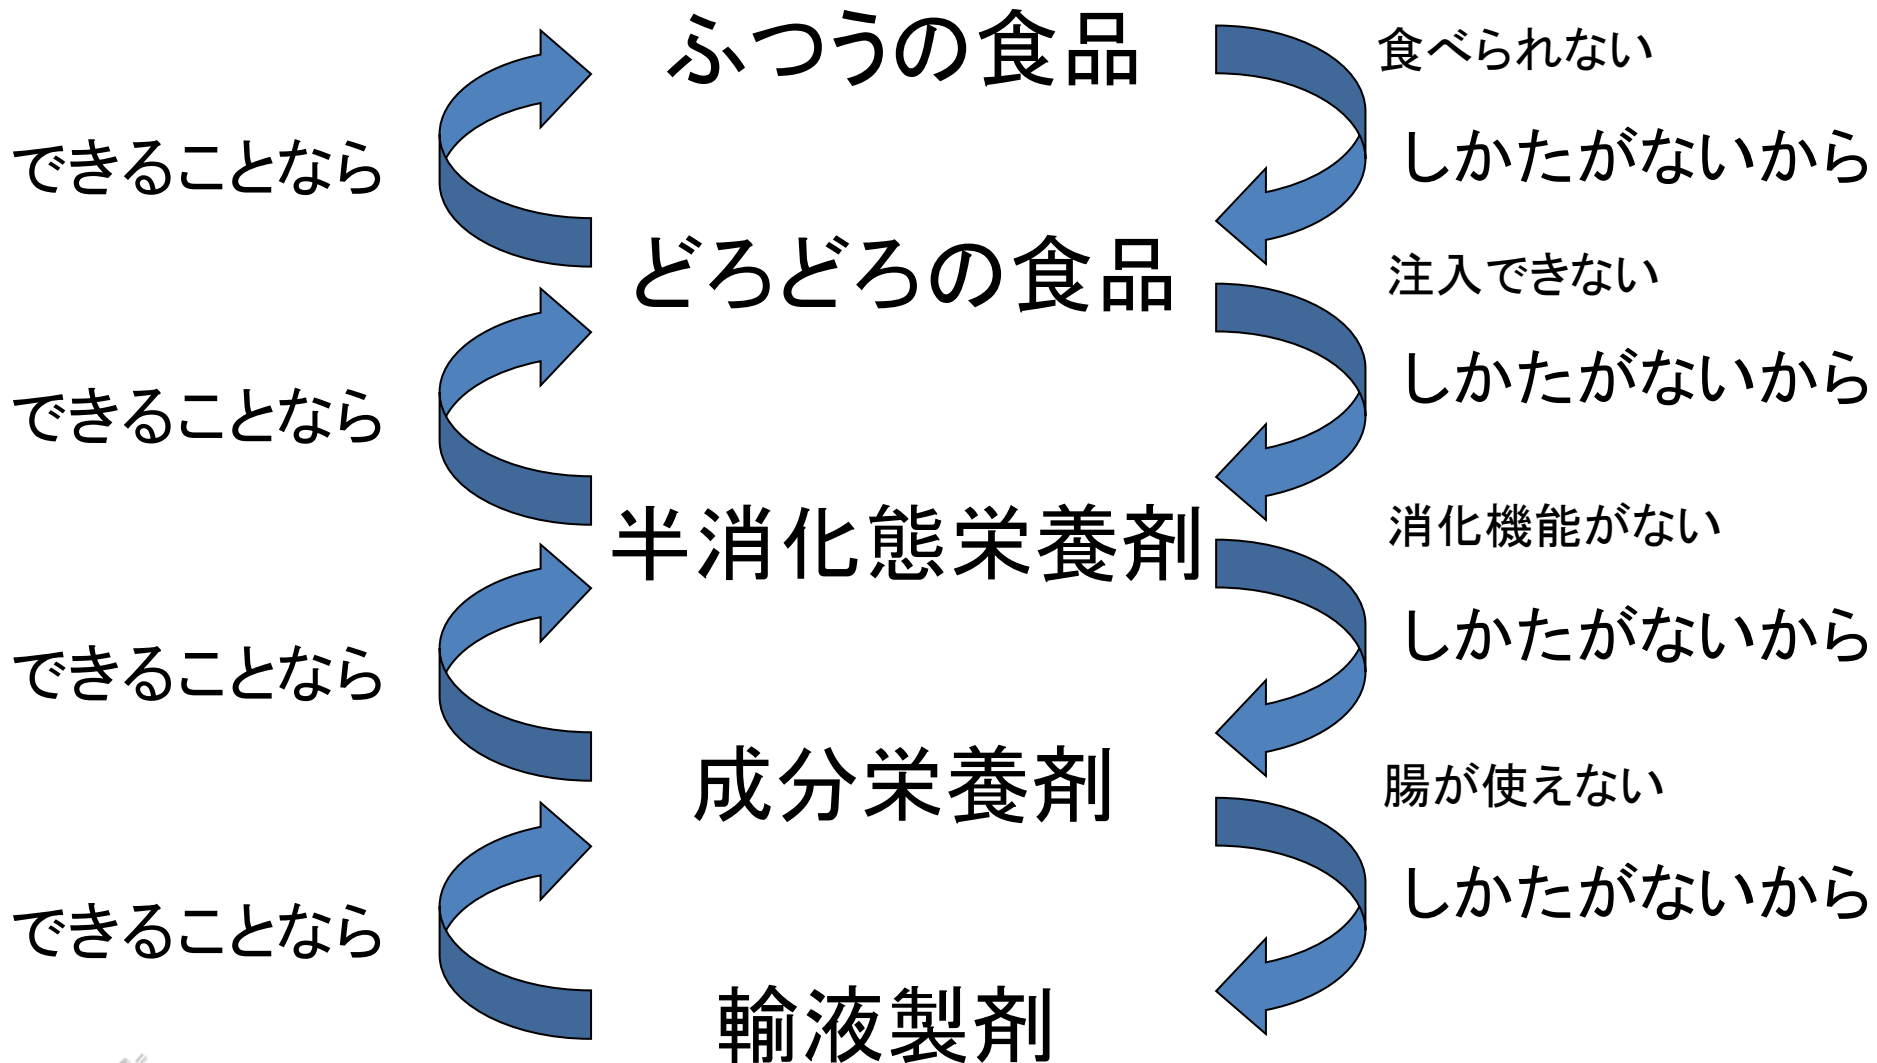 ふつうの食品
食べられない
できることなら
しかたがないから
どろどろの食品
注入できない
できることなら
しかたがないから
半消化態栄養剤
消化機能がない
できることなら
しかたがないから
成分栄養剤
腸が使えない
できることなら
しかたがないから
輸液製剤